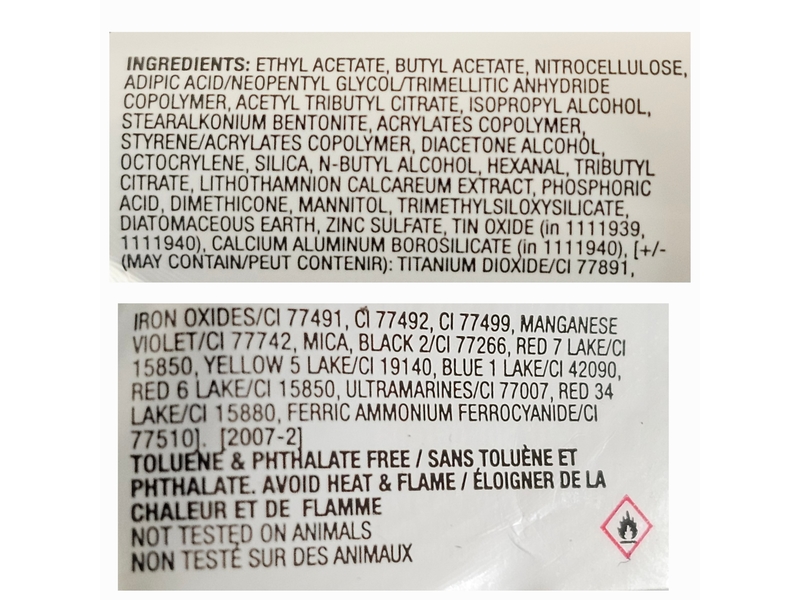 INGREDIENTS: ETHYL ACETATE, BUTYL ACETATE, NITROCELLULOSE,
ADIPIC ACID/NEOPENTYL GLYCOL/TRIMELLITIC ANHYDRIDE
COPOLYMER, ACETYL TRIBUTYL CITRATE, ISOPROPYL ALCOHOL,
STEARALKONIUM BENTONITE, ACRYLATES COPOLYMER,
STYRENE/ACRYLATES COPOLYMER, DIACETONE ALCOHOL,
OCTOCRYLENE, SILICA, N-BUTYL ALCOHOL, HEXANAL, TRIBUTYL
CITRATE, LITHOTHAMNION CALCAREUM EXTRACT, PHOSPHORIC
ACID, DIMETHICONE, MANNITOL, TRIMETHYLSILOXYSILICATE,
DIATOMACEOUS EARTH, ZINC SULFATE, TIN OXIDE (in 1111939,
1111940), CALCIUM ALUMINUM BOROSILICATE (in 1111940), [+/-
(MAY CONTAIN/PEUT CONTENIR): TITANIUM DIOXIDE/CI 77891,
IRON OXIDES/CI 77491, CI 77492, CI 77499, MANGANESE
VIOLET/CI 77742, MICA, BLACK 2/CI 77266, RED 7 LAKE/CI
15850, YELLOW 5 LAKE/CI 19140, BLUE 1 LAKE/CI 42090,
RED 6 LAKE/CI 15850, ULTRAMARINES/CI 77007, RED 34
LAKE/CI 15880, FERRIC AMMONIUM FERROCYANIDE/CI
77510]. [2007-2]
TOLUENE & PHTHALATE FREE / SANS TOLUÈNE ET
PHTHALATE. AVOID HEAT & FLAME / ÉLOIGNER DE LA
CHALEUR ET DE FLAMME
NOT TESTED ON ANIMALS
NON TESTÉ SUR DES ANIMAUX